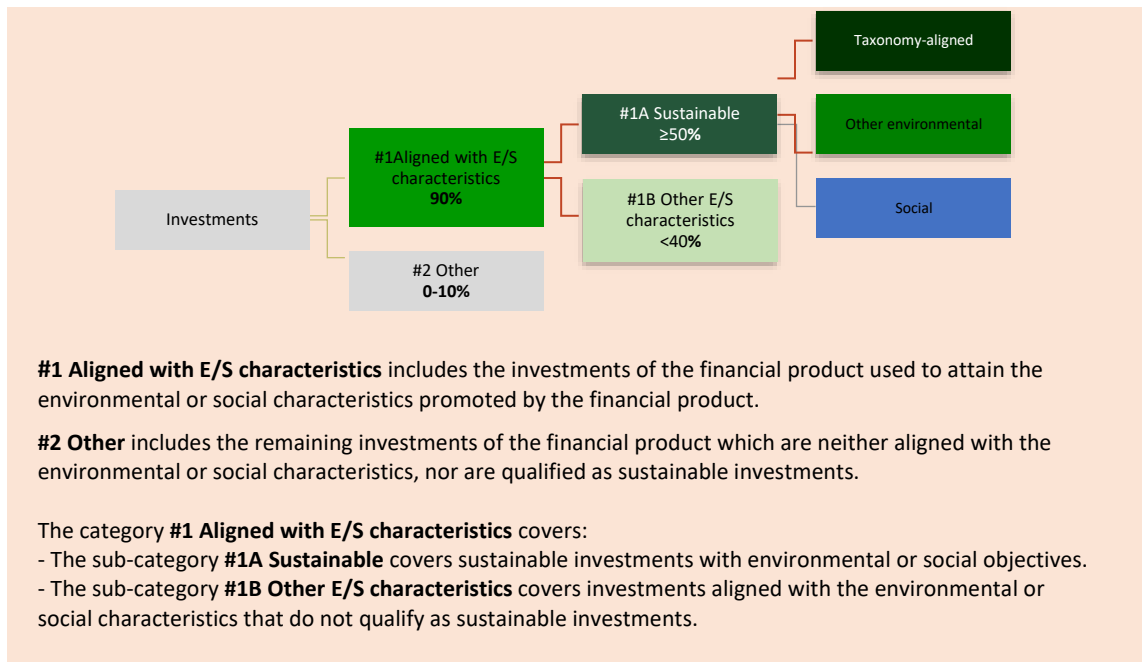 Taxonomy-aligned
#1A Sustainable
≥50%
Other environmental
#1Aligned with E/S
characteristics
90%
#1B Other E/S
characteristics
<40%
Social
Investments
#2 Other
0-10%
#1 Aligned with E/S characteristics includes the investments of the financial product used to attain the
environmental or social characteristics promoted by the financial product.
#2 Other includes the remaining investments of the financial product which are neither aligned with the
environmental or social characteristics, nor are qualified as sustainable investments.
The category #1 Aligned with E/S characteristics covers:
- The sub-category #1A Sustainable covers sustainable investments with environmental or social objectives.
- The sub-category #1B Other E/S characteristics covers investments aligned with the environmental or
social characteristics that do not qualify as sustainable investments.